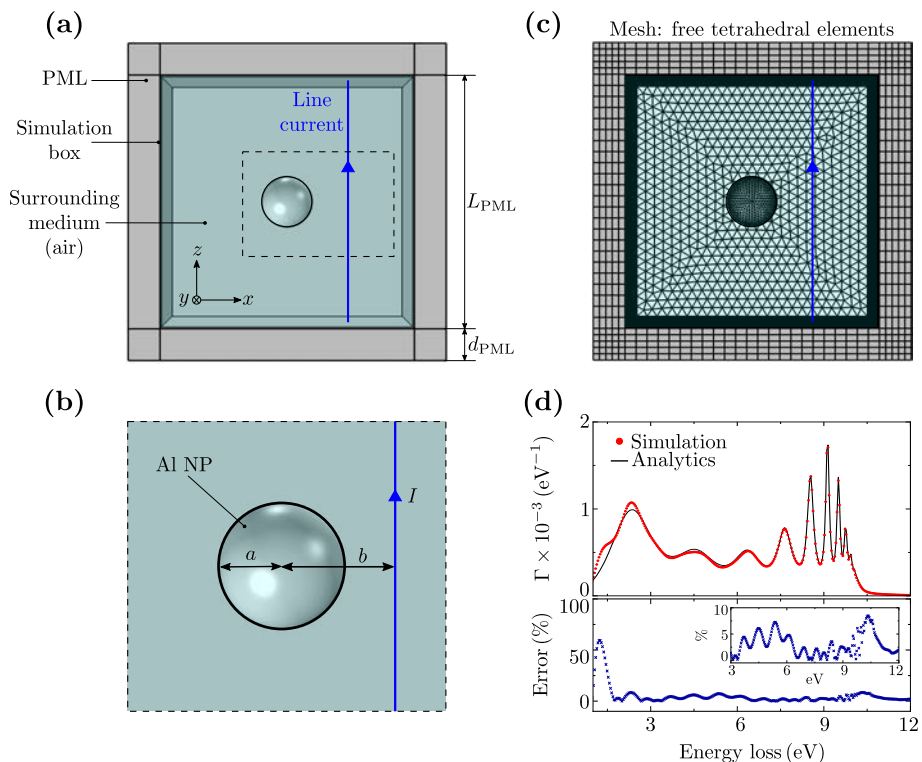 (a)
PML
Simulation
box
Surrounding
medium
(air)
Line
current
z
y
x
L_PML
d_PML
(c)
Mesh: free tetrahedral elements
(b)
Al NP
a
b
I
(d)
Γ × 10⁻³ (eV⁻¹)
2
1
0
Simulation
Analytics
Error (%)
100
50
0
%
10
5
0
3
6
9
12
eV
3
6
9
12
Energy loss (eV)